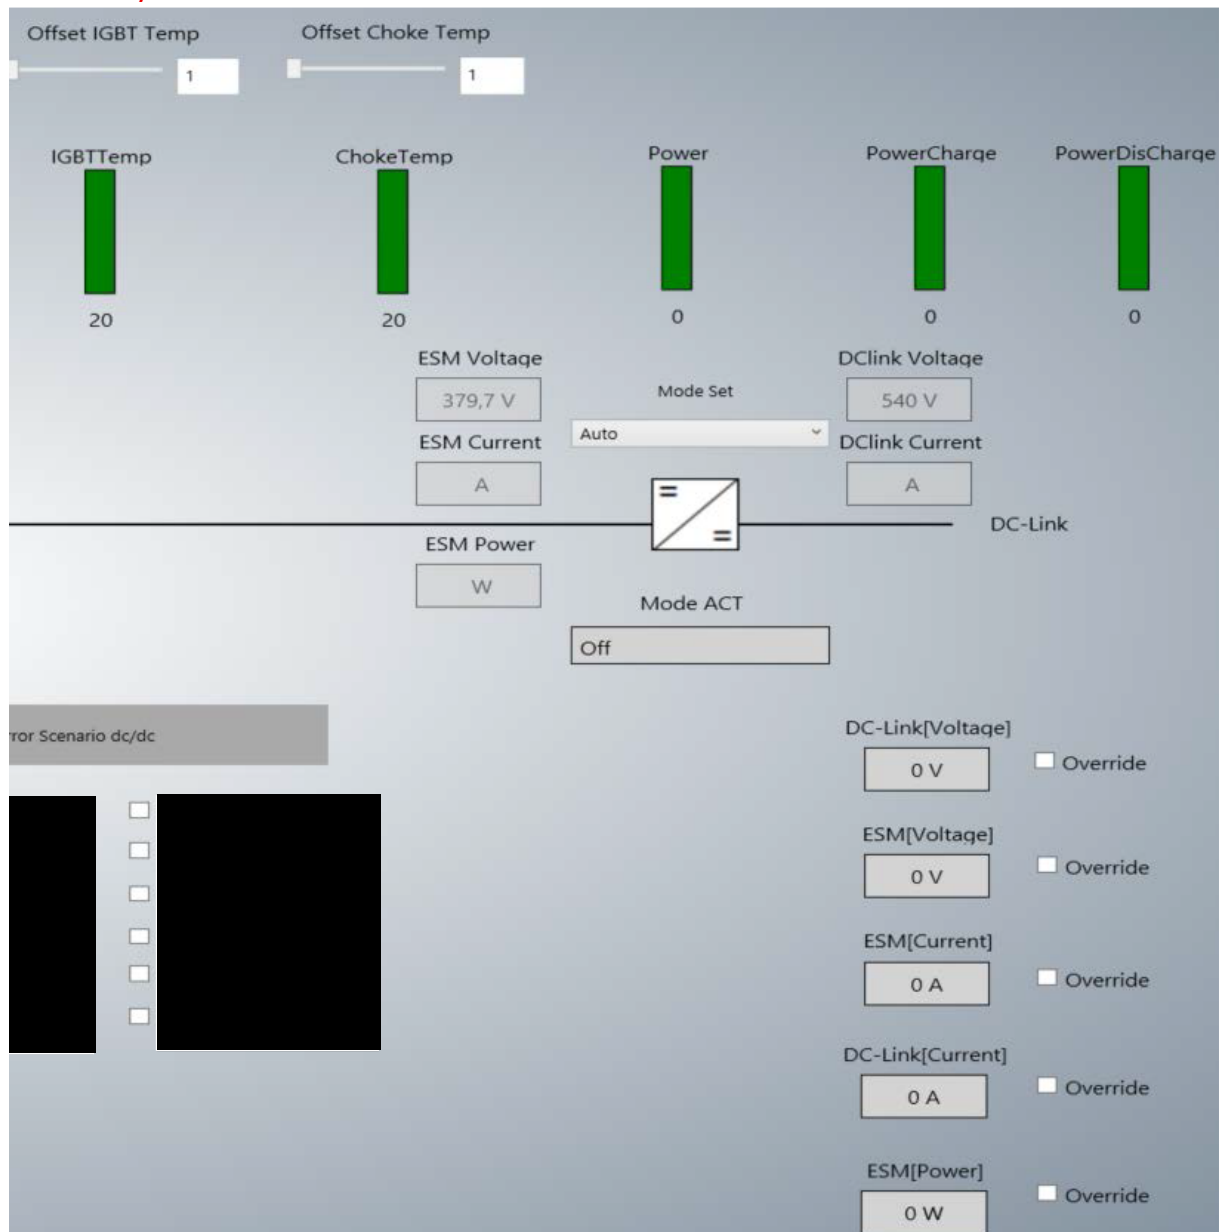 Offset IGBT Temp
Offset Choke Temp
1
1
IGBTTemp
ChokeTemp
Power
PowerCharge
PowerDisCharge
20
20
0
0
0
ESM Voltage
DClink Voltage
379,7 V
Mode Set
540 V
Auto
ESM Current
DClink Current
A
A
=
=
DC-Link
ESM Power
W
Mode ACT
Off
ror Scenario dc/dc
DC-Link[Voltage]
0 V
Override
ESM[Voltage]
0 V
Override
ESM[Current]
0 A
Override
DC-Link[Current]
0 A
Override
ESM[Power]
0 W
Override